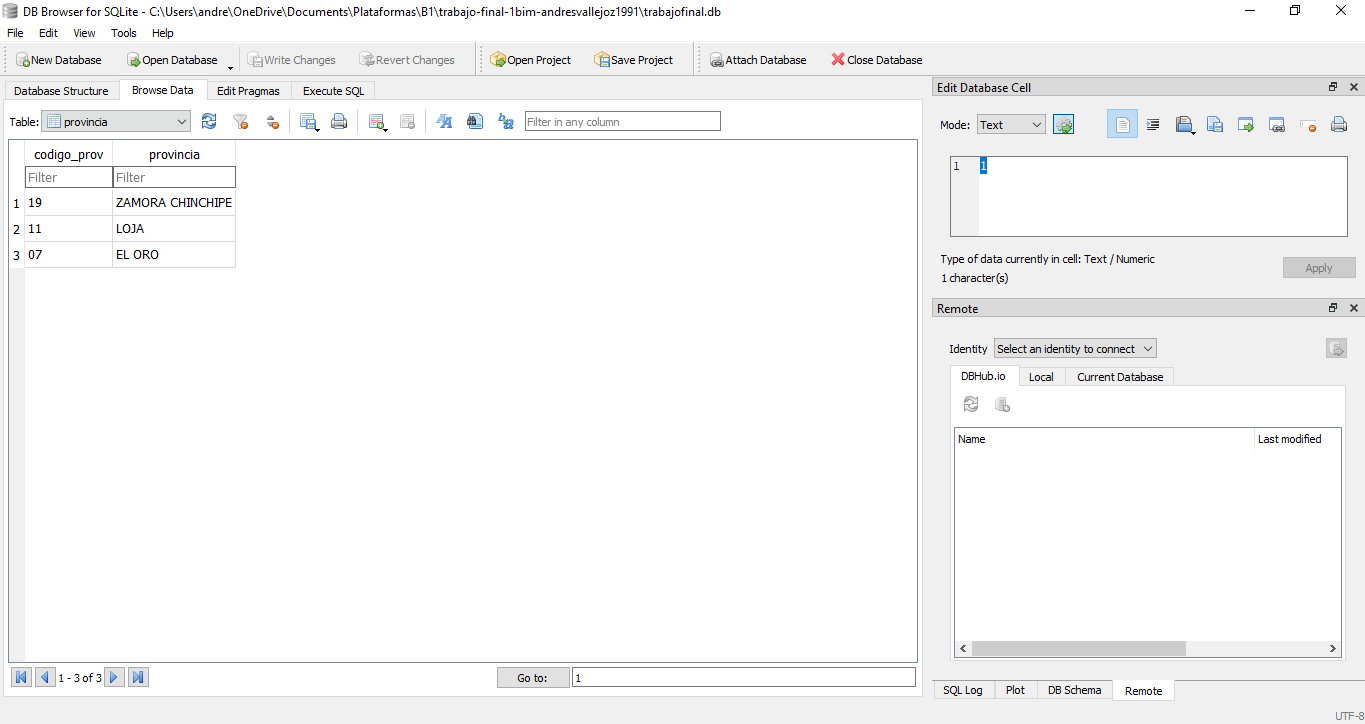 DB Browser for SQLite - C:\Users\andre\OneDrive\Documents\Plataformas\B1\trabajo-final-1bim-andresvallejoz1991\trabajofinal.db
File Edit View Tools Help
New Database Open Database Write Changes Revert Changes Open Project Save Project Attach Database Close Database
Database Structure Browse Data Edit Pragmas Execute SQL
Table: provincia Filter in any column
codigo_prov provincia
Filter Filter
1 19 ZAMORA CHINCHIPE
2 11 LOJA
3 07 EL ORO
1 - 3 of 3 Go to: 1
Edit Database Cell
Mode: Text
1 1
Type of data currently in cell: Text / Numeric
1 character(s)
Apply
Remote
Identity Select an identity to connect
DBHub.io Local Current Database
Name Last modified
SQL Log Plot DB Schema Remote
UTF-8